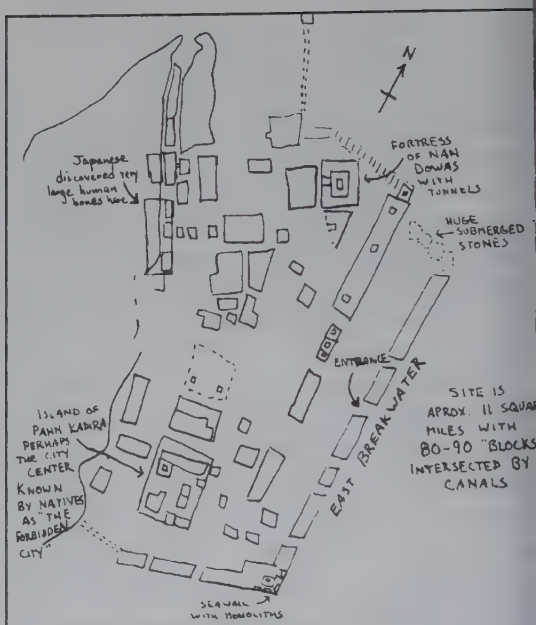 N
FORTRESS
OF NAN
DOWAS
WITH
TUNNELS
Japanese
discovered very
large human
bones here
HUGE
SUBMERGED
STONES
ENTRANCE
EAST BREAKWATER
SITE IS
APROX. 11 SQUAR
MILES WITH
80-90 "BLOCKS
INTERSECTED BY
CANALS
ISLAND OF
PAHN KADIRA
PERHAPS
THE CITY
CENTER
KNOWN
BY NATIVES
AS "THE
FORBIDDEN
CITY"
SEAWALL
WITH MONOLITHS